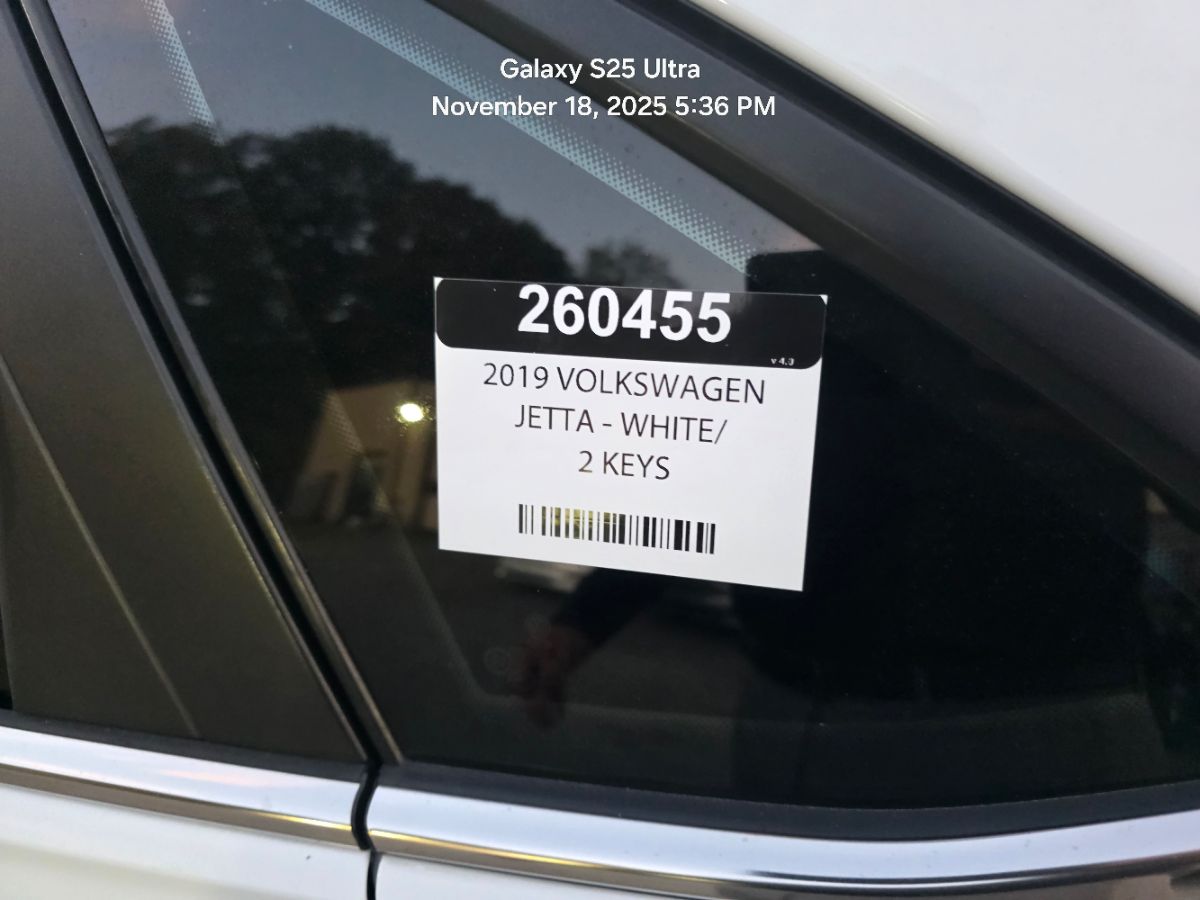 Galaxy S25 Ultra
November 18, 2025 5:36 PM
260455
v 4.3
2019 VOLKSWAGEN
JETTA - WHITE/
2 KEYS